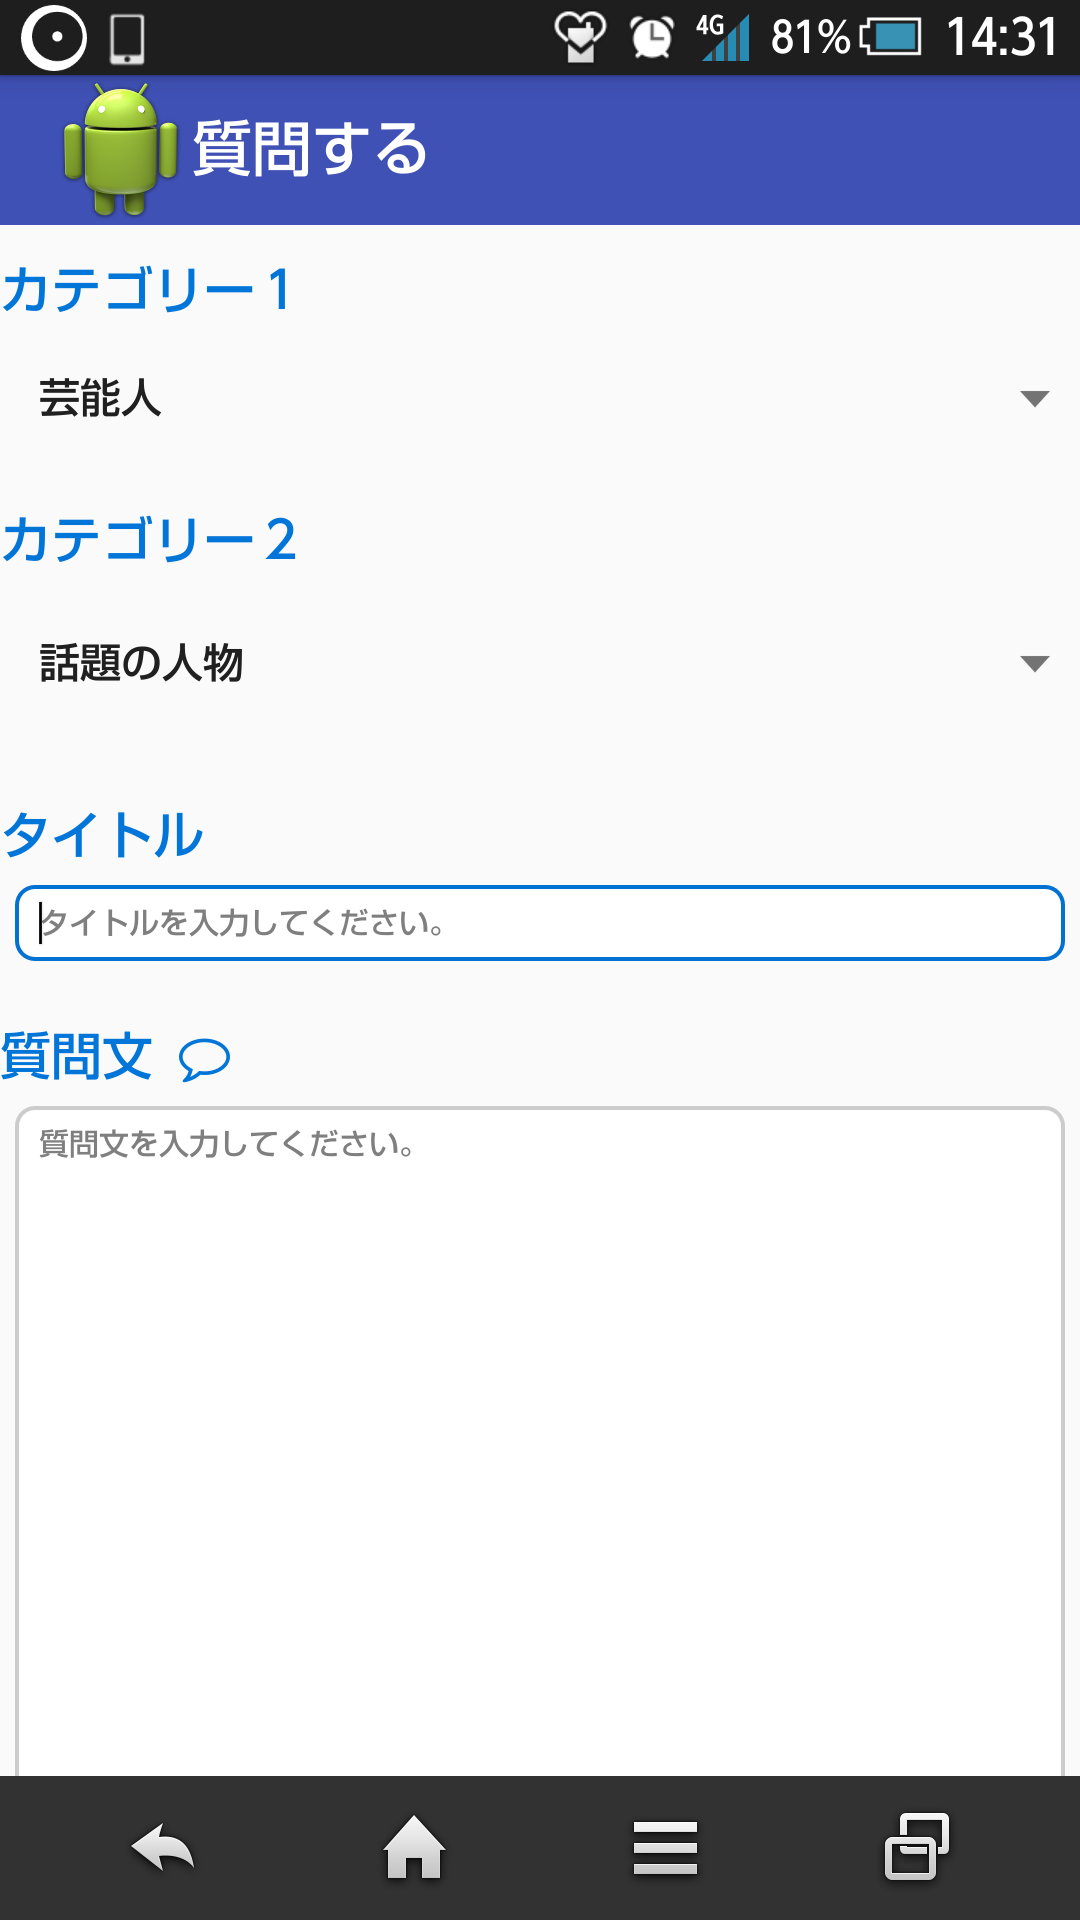 4G 81% 14:31
質問する
カテゴリー1
芸能人
カテゴリー2
話題の人物
タイトル
タイトルを入力してください。
質問文
質問文を入力してください。